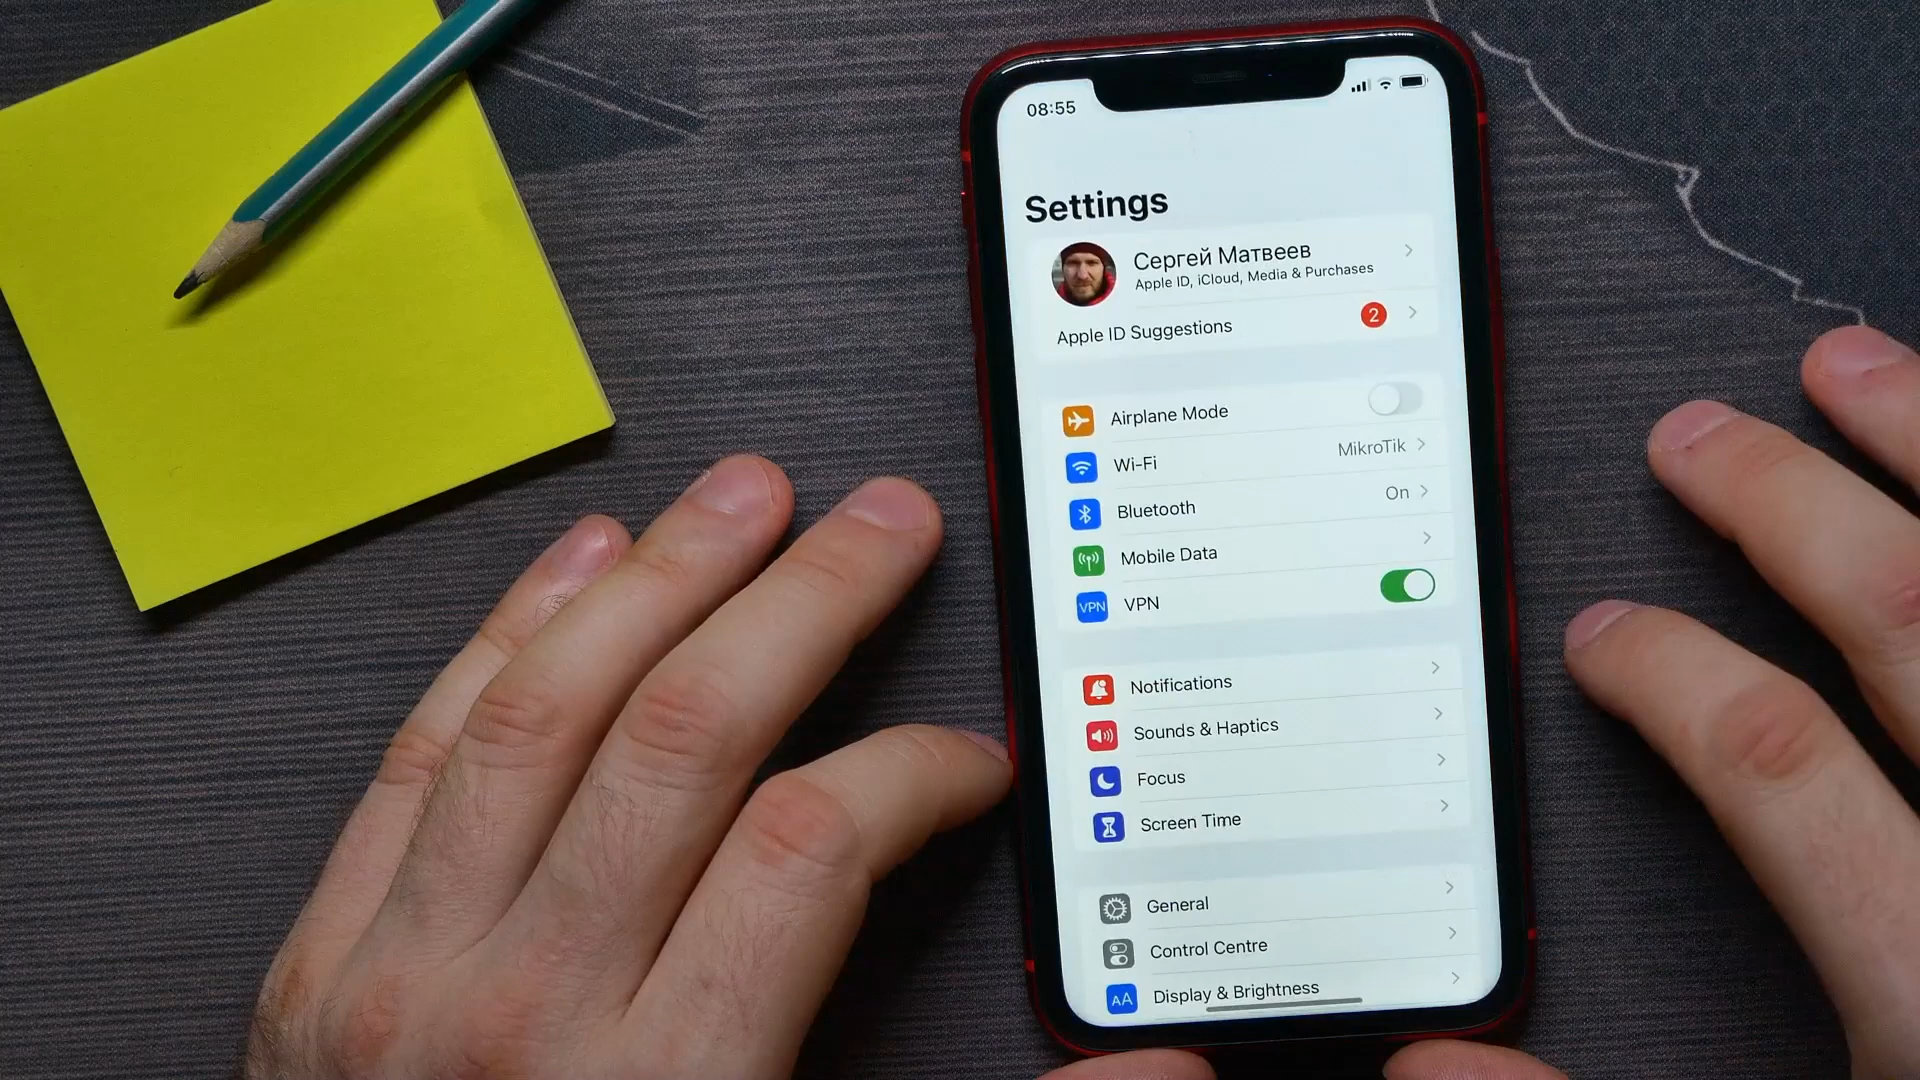 08:55
Settings
Сергей Матвеев
Apple ID, iCloud, Media & Purchases
Apple ID Suggestions 2
Airplane Mode
Wi-Fi MikroTik
Bluetooth On
Mobile Data
VPN VPN
Notifications
Sounds & Haptics
Focus
Screen Time
General
Control Centre
AA Display & Brightness